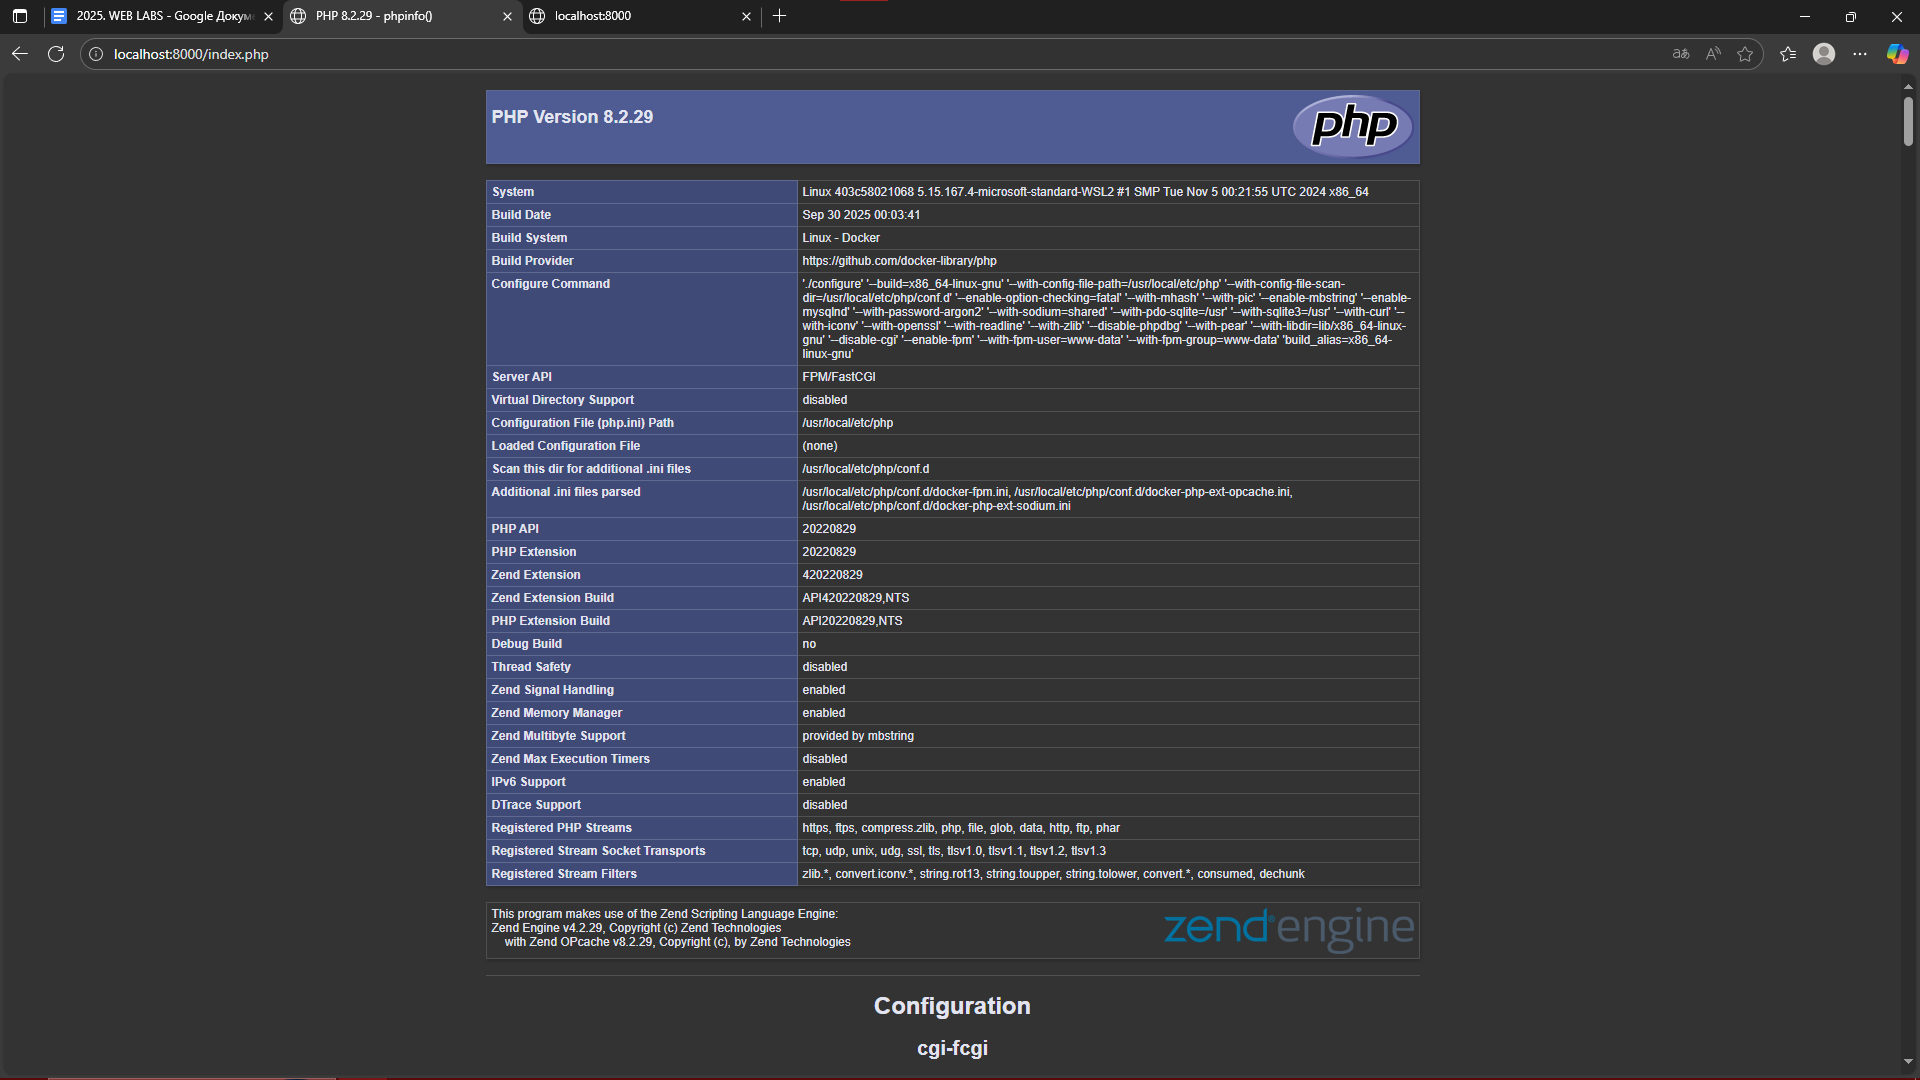 2025. WEB LABS - Google Докум
PHP 8.2.29 - phpinfo()
localhost:8000
localhost:8000/index.php
PHP Version 8.2.29
php
System Linux 403c58021068 5.15.167.4-microsoft-standard-WSL2 #1 SMP Tue Nov 5 00:21:55 UTC 2024 x86_64
Build Date Sep 30 2025 00:03:41
Build System Linux - Docker
Build Provider https://github.com/docker-library/php
Configure Command './configure' '--build=x86_64-linux-gnu' '--with-config-file-path=/usr/local/etc/php' '--with-config-file-scan-
dir=/usr/local/etc/php/conf.d' '--enable-option-checking=fatal' '--with-mhash' '--with-pic' '--enable-mbstring' '--enable-
mysqlnd' '--with-password-argon2' '--with-sodium=shared' '--with-pdo-sqlite=/usr' '--with-sqlite3=/usr' '--with-curl' '--
with-iconv' '--with-openssl' '--with-readline' '--with-zlib' '--disable-phpdbg' '--with-pear' '--with-libdir=lib/x86_64-linux-
gnu' '--disable-cgi' '--enable-fpm' '--with-fpm-user=www-data' '--with-fpm-group=www-data' 'build_alias=x86_64-
linux-gnu'
Server API FPM/FastCGI
Virtual Directory Support disabled
Configuration File (php.ini) Path /usr/local/etc/php
Loaded Configuration File (none)
Scan this dir for additional .ini files /usr/local/etc/php/conf.d
Additional .ini files parsed /usr/local/etc/php/conf.d/docker-fpm.ini, /usr/local/etc/php/conf.d/docker-php-ext-opcache.ini,
/usr/local/etc/php/conf.d/docker-php-ext-sodium.ini
PHP API 20220829
PHP Extension 20220829
Zend Extension 420220829
Zend Extension Build API420220829,NTS
PHP Extension Build API20220829,NTS
Debug Build no
Thread Safety disabled
Zend Signal Handling enabled
Zend Memory Manager enabled
Zend Multibyte Support provided by mbstring
Zend Max Execution Timers disabled
IPv6 Support enabled
DTrace Support disabled
Registered PHP Streams https, ftps, compress.zlib, php, file, glob, data, http, ftp, phar
Registered Stream Socket Transports tcp, udp, unix, udg, ssl, tls, tlsv1.0, tlsv1.1, tlsv1.2, tlsv1.3
Registered Stream Filters zlib.*, convert.iconv.*, string.rot13, string.toupper, string.tolower, convert.*, consumed, dechunk
This program makes use of the Zend Scripting Language Engine:
Zend Engine v4.2.29, Copyright (c) Zend Technologies
with Zend OPcache v8.2.29, Copyright (c), by Zend Technologies
zend engine
Configuration
cgi-fcgi